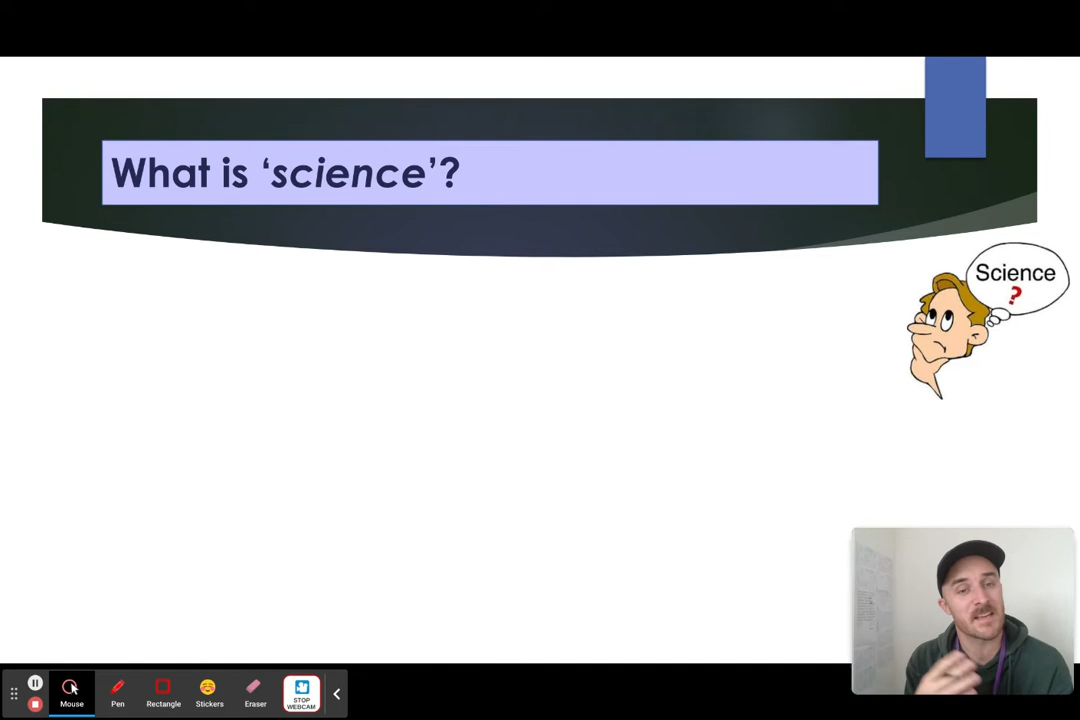 What is ‘science’?
Science
?
Mouse
Pen
Rectangle
Stickers
Eraser
STOP
WEBCAM